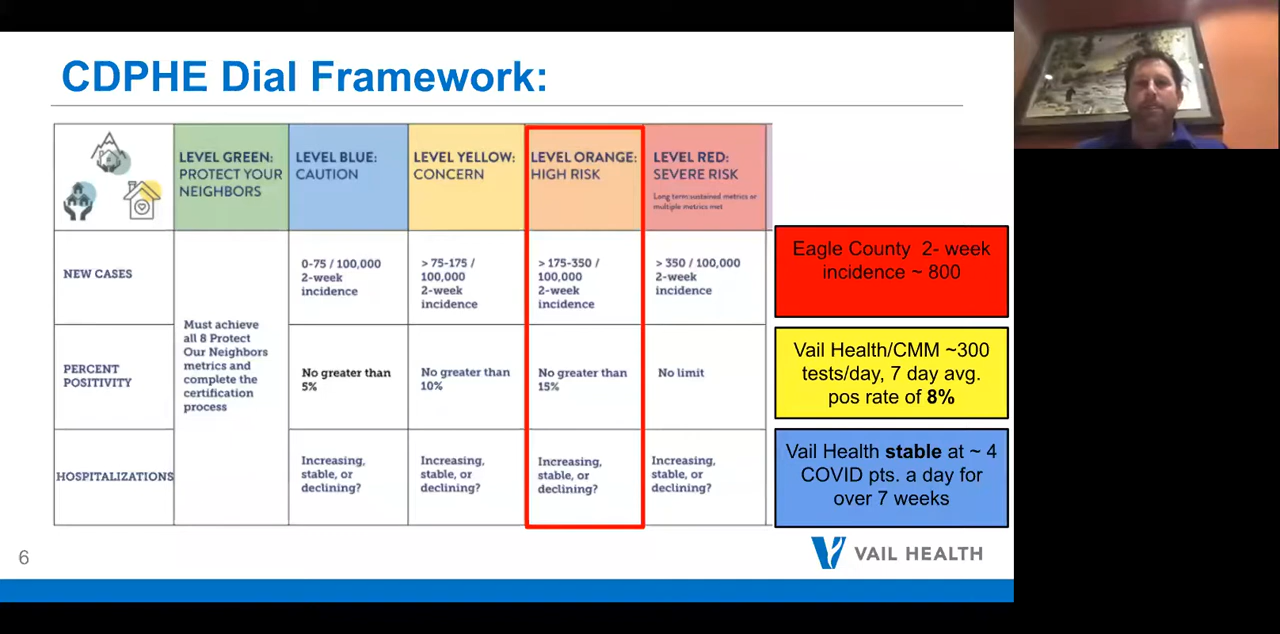 CDPHE Dial Framework:
LEVEL GREEN:
PROTECT YOUR
NEIGHBORS
LEVEL BLUE:
CAUTION
LEVEL YELLOW:
CONCERN
LEVEL ORANGE:
HIGH RISK
LEVEL RED:
SEVERE RISK
Long term:sustained metrics or
multiple metrics met
NEW CASES
0-75 / 100,000
2-week
incidence
> 75-175 /
100,000
2-week
incidence
> 175-350 /
100,000
2-week
incidence
> 350 / 100,000
2-week
incidence
Eagle County 2- week
incidence ~ 800
Must achieve
all 8 Protect
Our Neighbors
metrics and
complete the
certification
process
PERCENT
POSITIVITY
No greater than
5%
No greater than
10%
No greater than
15%
No limit
Vail Health/CMM ~300
tests/day, 7 day avg.
pos rate of 8%
HOSPITALIZATIONS
Increasing,
stable, or
declining?
Increasing,
stable, or
declining?
Increasing,
stable, or
declining?
Increasing,
stable, or
declining?
Vail Health stable at ~ 4
COVID pts. a day for
over 7 weeks
6
VAIL HEALTH